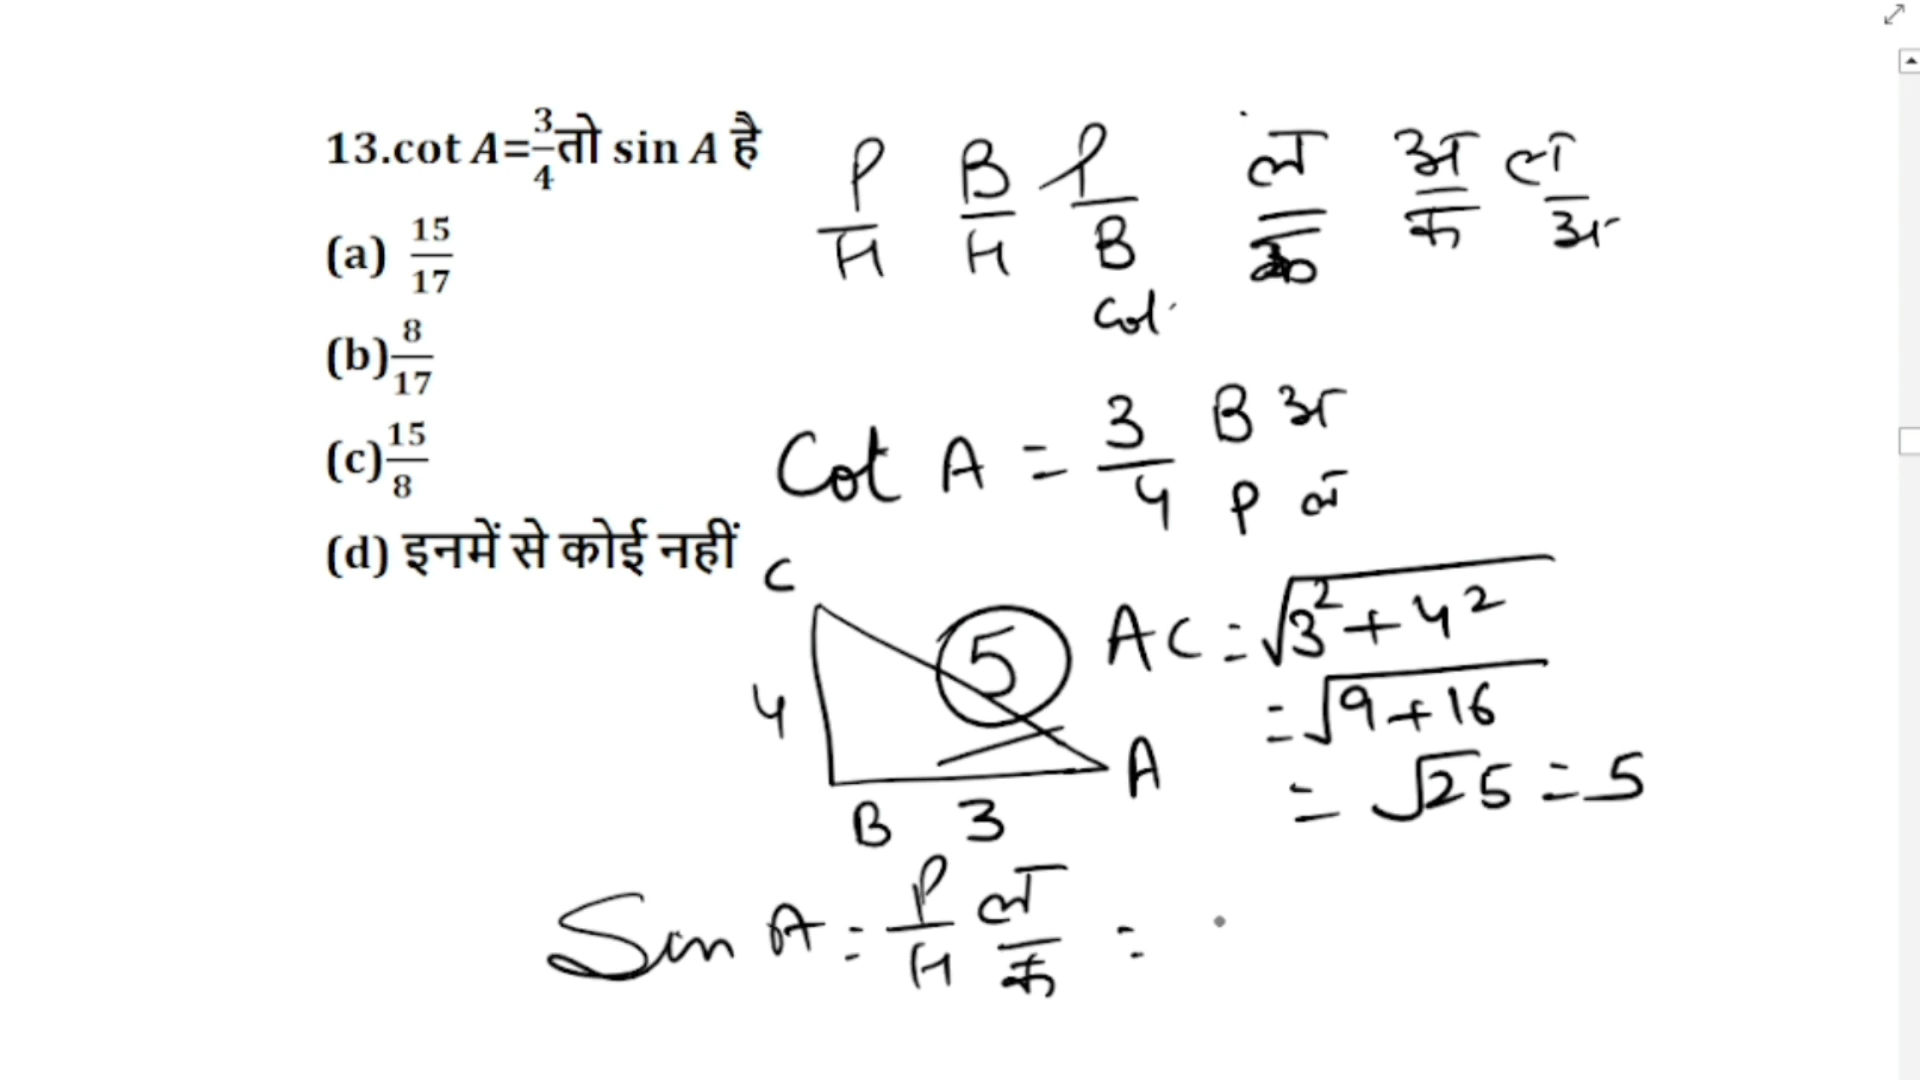 13.cot A=3/4 तो sin A है
(a) 15/17
(b) 8/17
(c) 15/8
(d) इनमें से कोई नहीं
P/H B/H P/B ल/ अ/क ल/अ
Cot
Cot A = 3/4 B अ P लं
C
4 5 3
B A
AC = √3²+4²
= √9+16
= √25 = 5
Sin A = P/H लं/क =